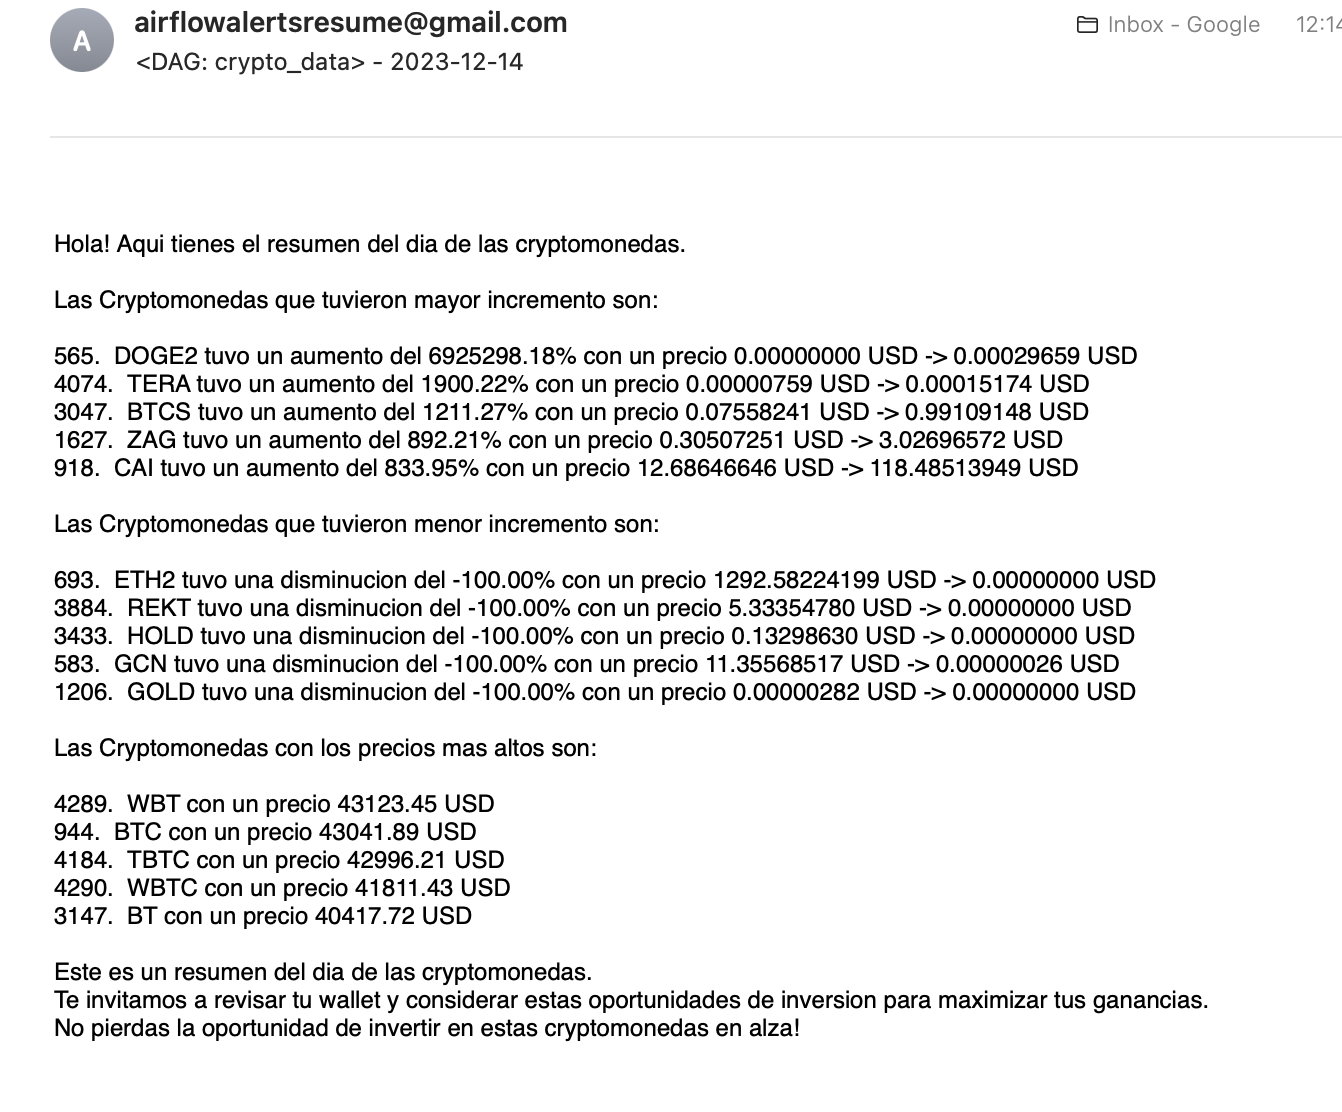 A
airflowalertsresume@gmail.com
Inbox - Google
<DAG: crypto_data> - 2023-12-14
Hola! Aqui tienes el resumen del dia de las cryptomonedas.
Las Cryptomonedas que tuvieron mayor incremento son:
565. DOGE2 tuvo un aumento del 6925298.18% con un precio 0.00000000 USD -> 0.00029659 USD
4074. TERA tuvo un aumento del 1900.22% con un precio 0.00000759 USD -> 0.00015174 USD
3047. BTCS tuvo un aumento del 1211.27% con un precio 0.07558241 USD -> 0.99109148 USD
1627. ZAG tuvo un aumento del 892.21% con un precio 0.30507251 USD -> 3.02696572 USD
918. CAI tuvo un aumento del 833.95% con un precio 12.68646646 USD -> 118.48513949 USD
Las Cryptomonedas que tuvieron menor incremento son:
693. ETH2 tuvo una disminucion del -100.00% con un precio 1292.58224199 USD -> 0.00000000 USD
3884. REKT tuvo una disminucion del -100.00% con un precio 5.33354780 USD -> 0.00000000 USD
3433. HOLD tuvo una disminucion del -100.00% con un precio 0.13298630 USD -> 0.00000000 USD
583. GCN tuvo una disminucion del -100.00% con un precio 11.35568517 USD -> 0.00000026 USD
1206. GOLD tuvo una disminucion del -100.00% con un precio 0.00000282 USD -> 0.00000000 USD
Las Cryptomonedas con los precios mas altos son:
4289. WBT con un precio 43123.45 USD
944. BTC con un precio 43041.89 USD
4184. TBTC con un precio 42996.21 USD
4290. WBTC con un precio 41811.43 USD
3147. BT con un precio 40417.72 USD
Este es un resumen del dia de las cryptomonedas.
Te invitamos a revisar tu wallet y considerar estas oportunidades de inversion para maximizar tus ganancias.
No pierdas la oportunidad de invertir en estas cryptomonedas en alza!